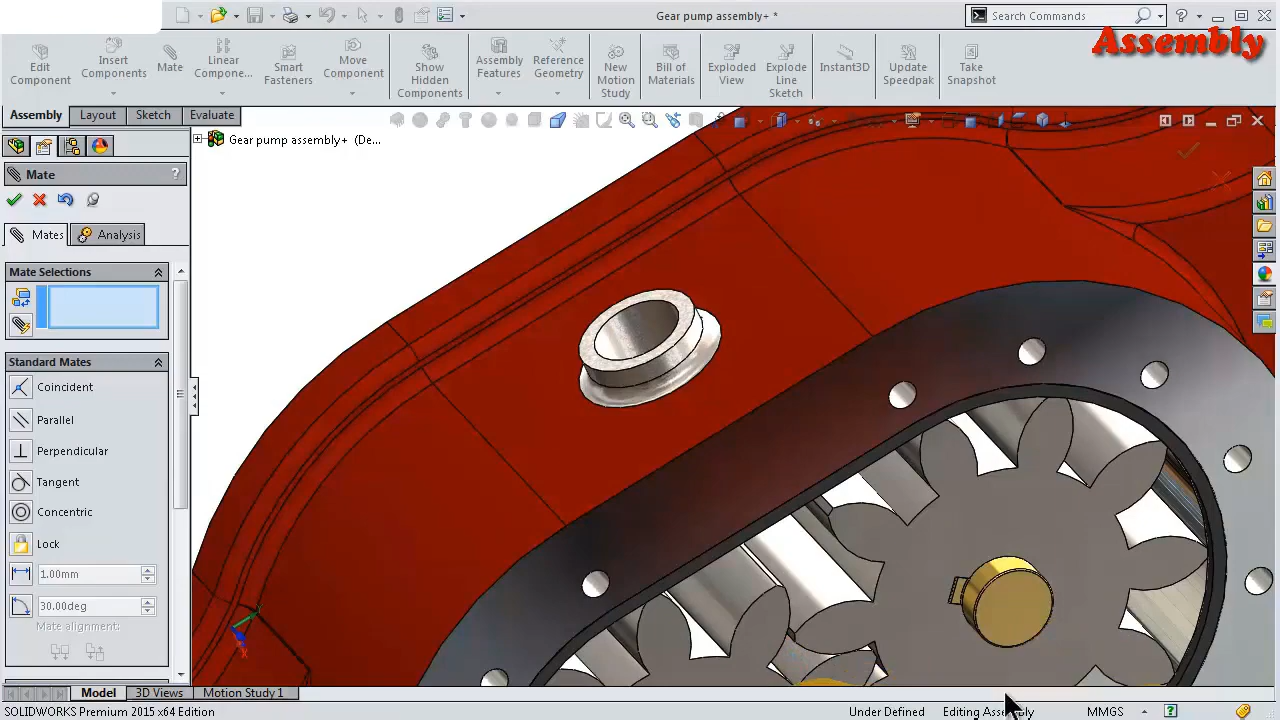 Gear pump assembly+ *
Search Commands
?
Assembly
Edit Component
Insert Components
Mate
Linear Compone...
Smart Fasteners
Move Component
Show Hidden Components
Assembly Features
Reference Geometry
New Motion Study
Bill of Materials
Exploded View
Explode Line Sketch
Instant3D
Update Speedpak
Take Snapshot
Assembly
Layout
Sketch
Evaluate
Gear pump assembly+ (De...
Mate
?
Mates
Analysis
Mate Selections
Standard Mates
Coincident
Parallel
Perpendicular
Tangent
Concentric
Lock
1.00mm
30.00deg
Mate alignment:
Model
3D Views
Motion Study 1
SOLIDWORKS Premium 2015 x64 Edition
Under Defined
Editing Assembly
MMGS
?